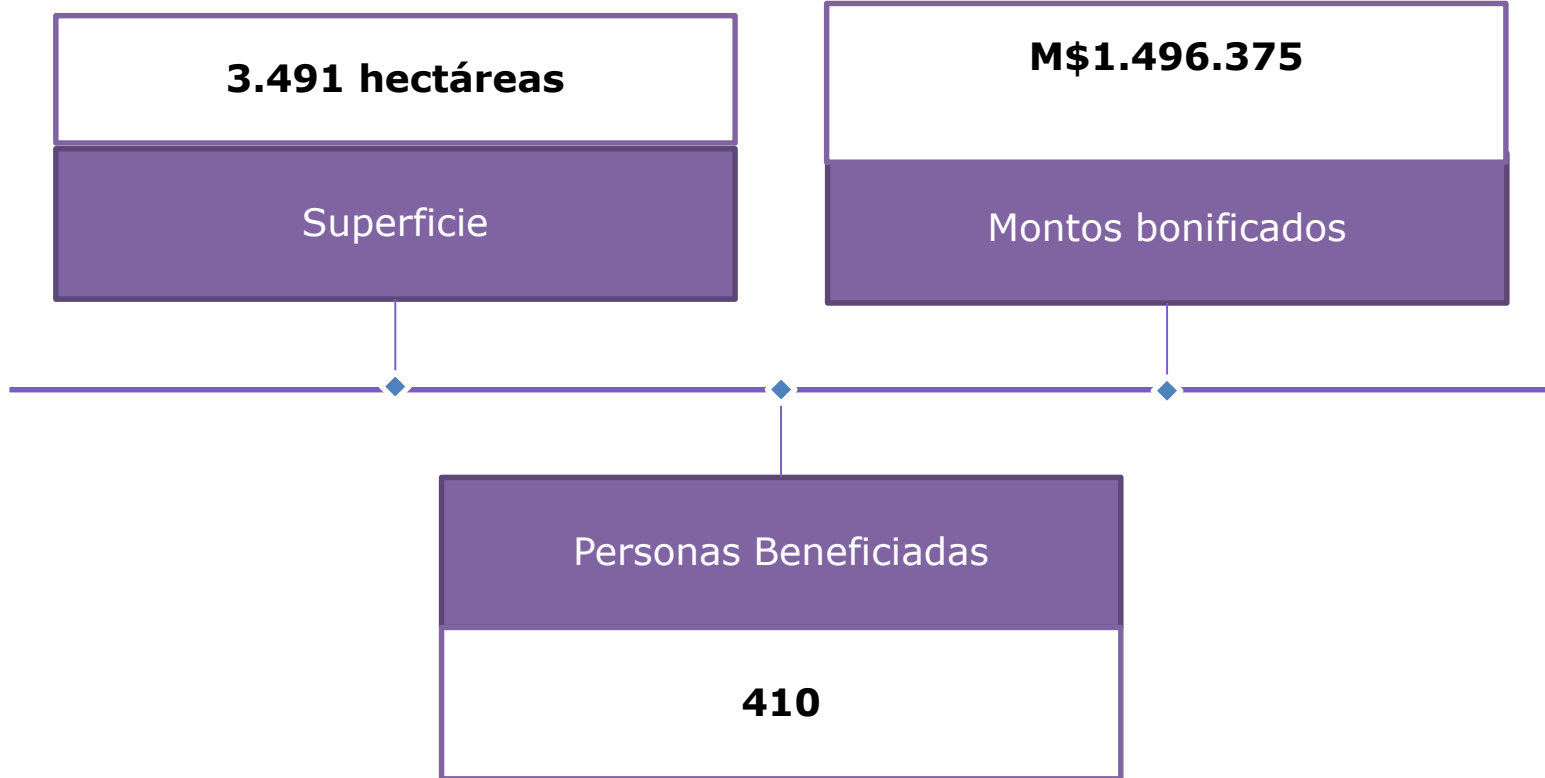 3.491 hectáreas
Superficie
M$1.496.375
Montos bonificados
Personas Beneficiadas
410